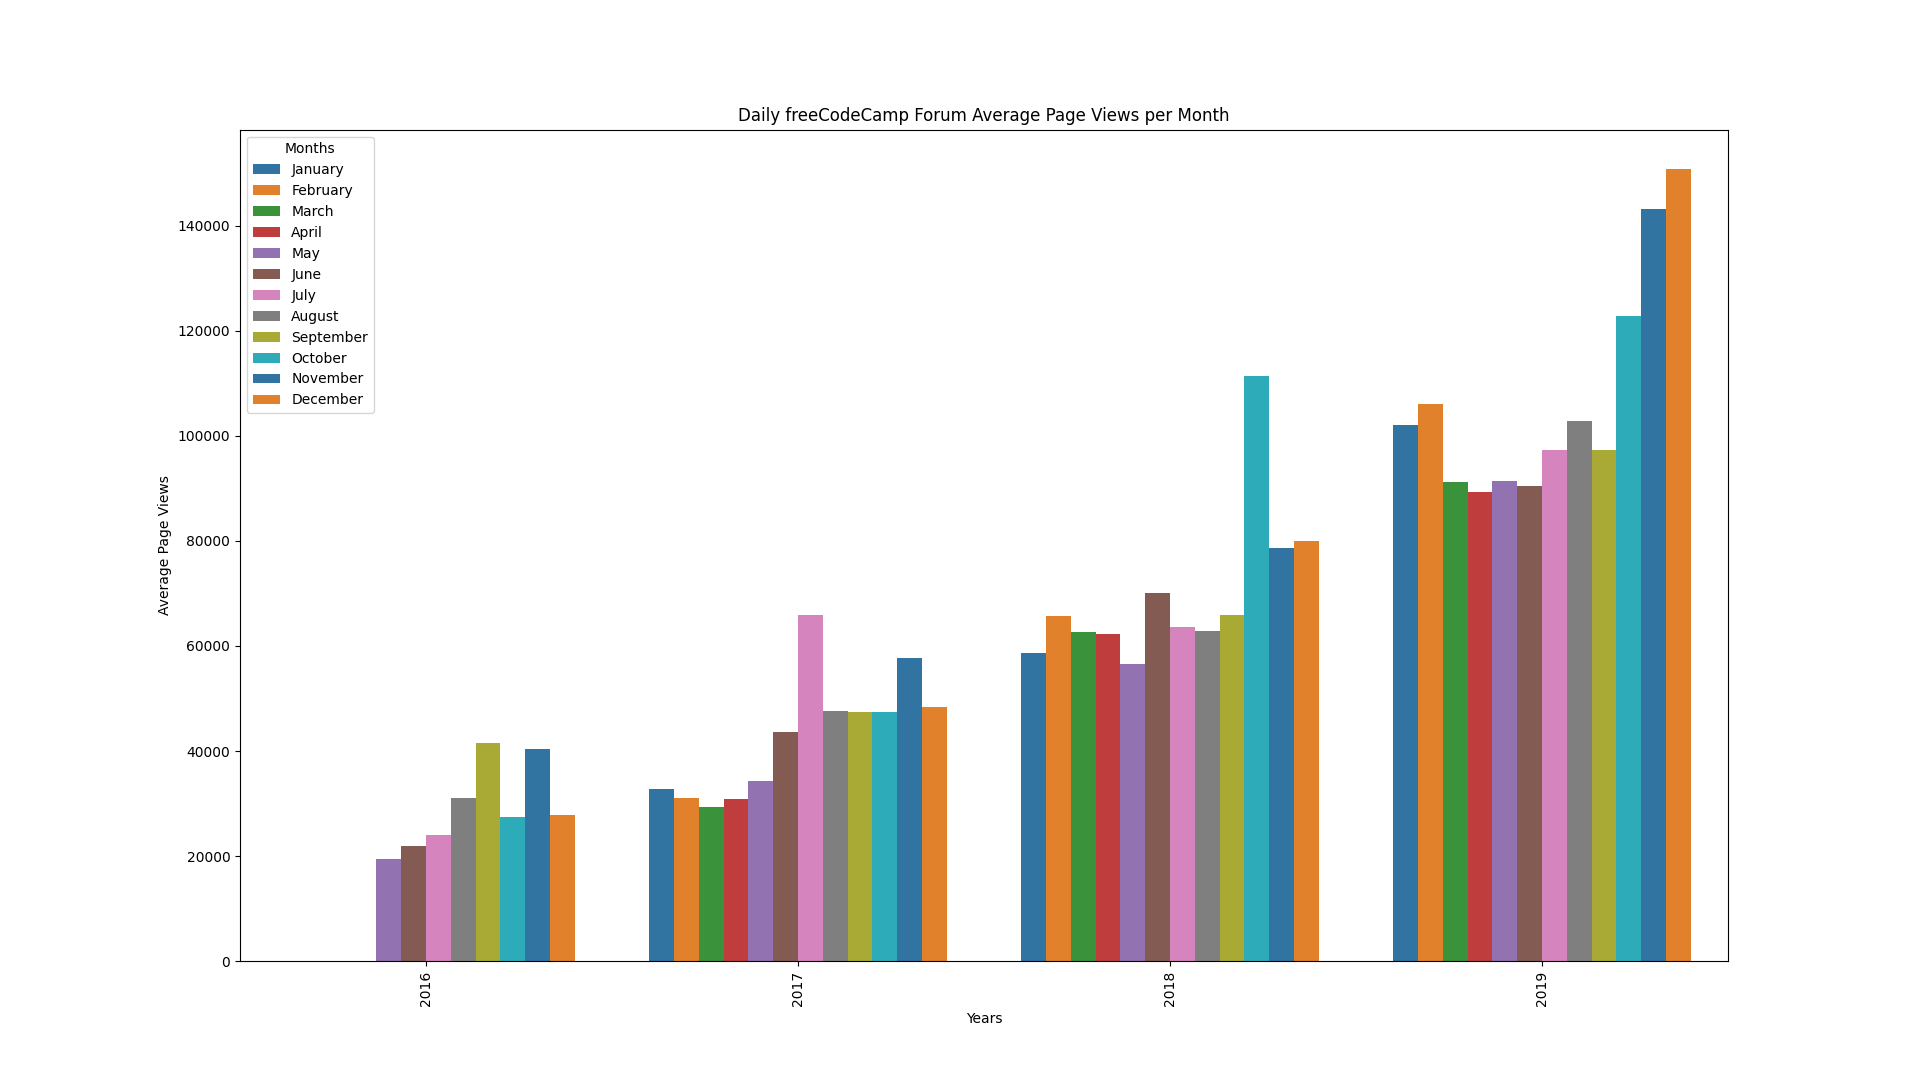 Daily freeCodeCamp Forum Average Page Views per Month
Months
January
February
March
April
May
June
July
August
September
October
November
December
Average Page Views
140000
120000
100000
80000
60000
40000
20000
0
2016
2017
2018
2019
Years